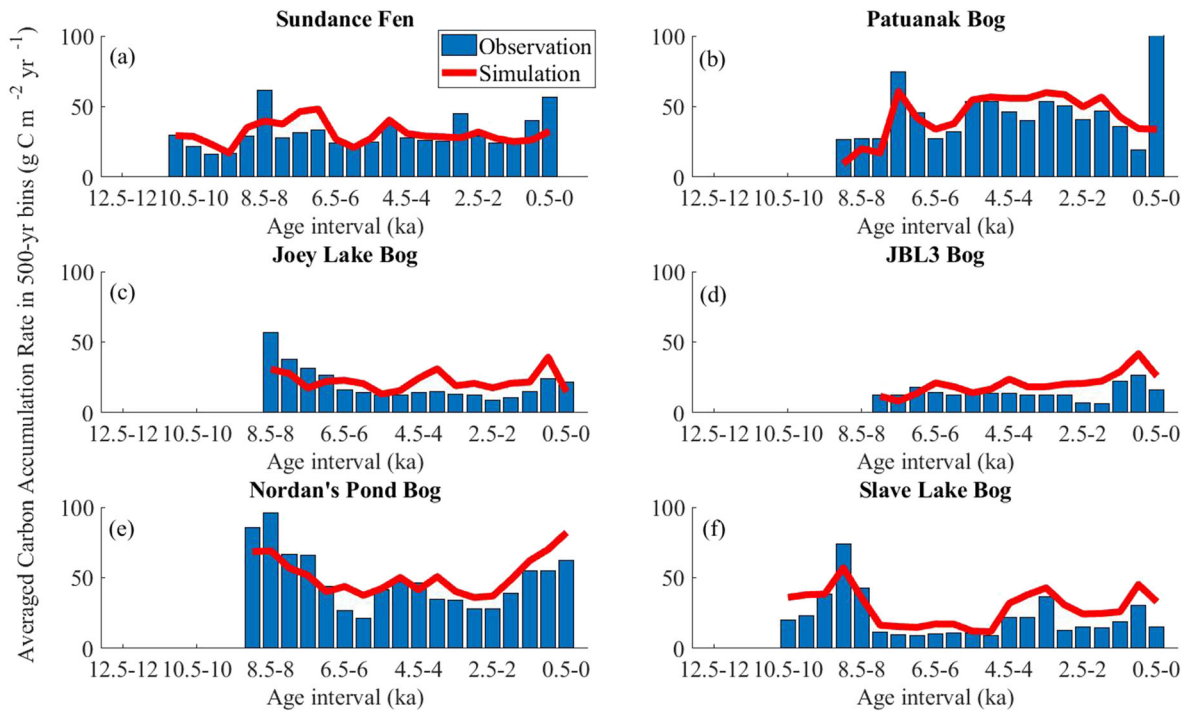 Averaged Carbon Accumulation Rate in 500-yr bins (g C m⁻² yr⁻¹)
Sundance Fen
(a)
Observation
Simulation
100
50
0
12.5-12 10.5-10 8.5-8 6.5-6 4.5-4 2.5-2 0.5-0
Age interval (ka)
Patuanak Bog
(b)
100
50
0
12.5-12 10.5-10 8.5-8 6.5-6 4.5-4 2.5-2 0.5-0
Age interval (ka)
Joey Lake Bog
(c)
100
50
0
12.5-12 10.5-10 8.5-8 6.5-6 4.5-4 2.5-2 0.5-0
Age interval (ka)
JBL3 Bog
(d)
100
50
0
12.5-12 10.5-10 8.5-8 6.5-6 4.5-4 2.5-2 0.5-0
Age interval (ka)
Nordan's Pond Bog
(e)
100
50
0
12.5-12 10.5-10 8.5-8 6.5-6 4.5-4 2.5-2 0.5-0
Age interval (ka)
Slave Lake Bog
(f)
100
50
0
12.5-12 10.5-10 8.5-8 6.5-6 4.5-4 2.5-2 0.5-0
Age interval (ka)